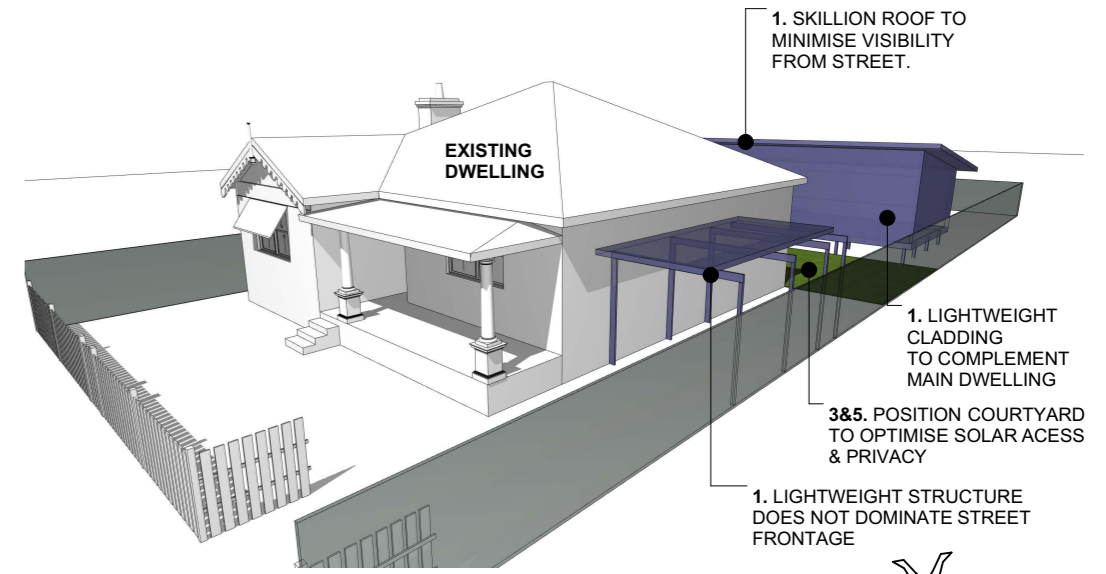 1. SKILLION ROOF TO
MINIMISE VISIBILITY
FROM STREET.
EXISTING
DWELLING
1. LIGHTWEIGHT
CLADDING
TO COMPLEMENT
MAIN DWELLING
3&5. POSITION COURTYARD
TO OPTIMISE SOLAR ACESS
& PRIVACY
1. LIGHTWEIGHT STRUCTURE
DOES NOT DOMINATE STREET
FRONTAGE